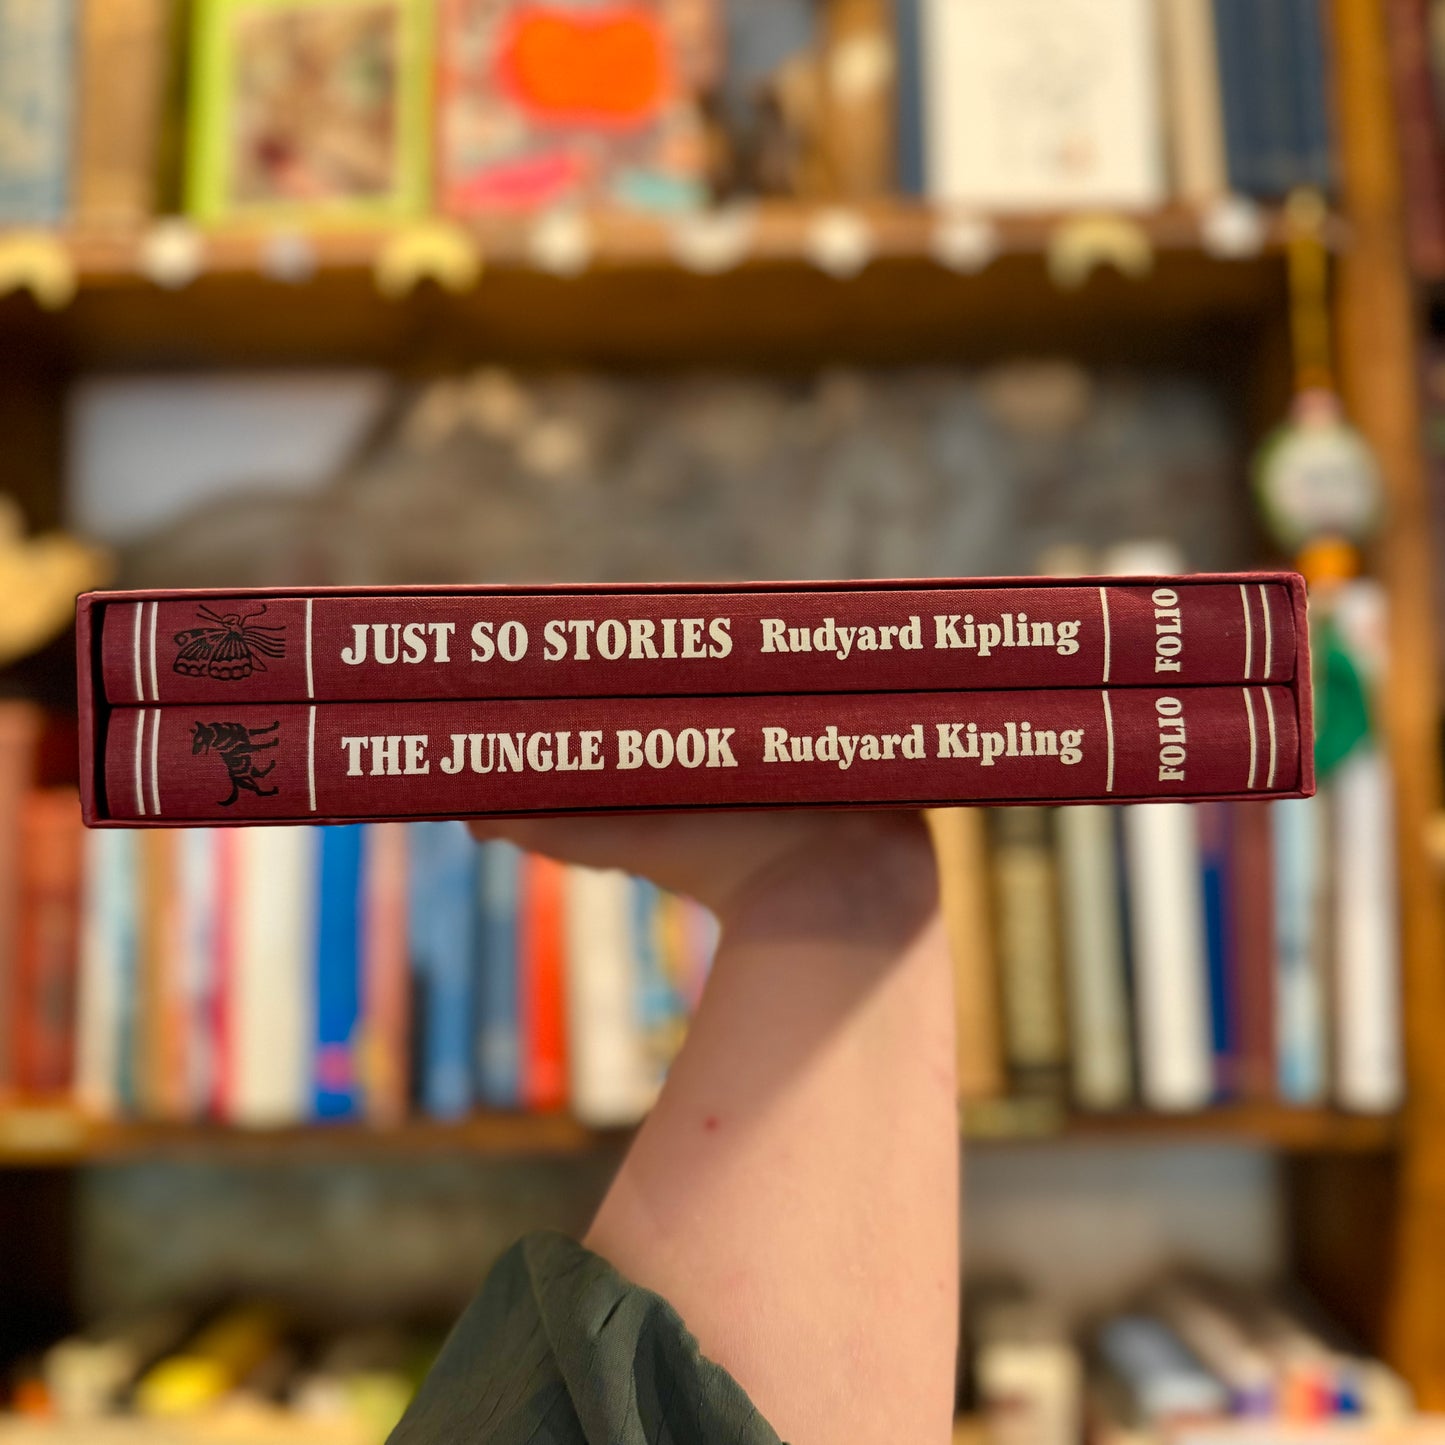 JUST SO STORIES Rudyard Kipling FOLIO
THE JUNGLE BOOK Rudyard Kipling FOLIO